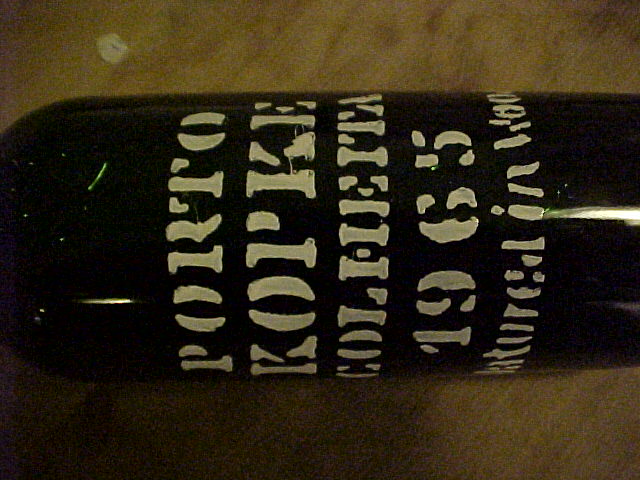 PORTO
KOPKE
COLHEITA
1965
matured in Wood